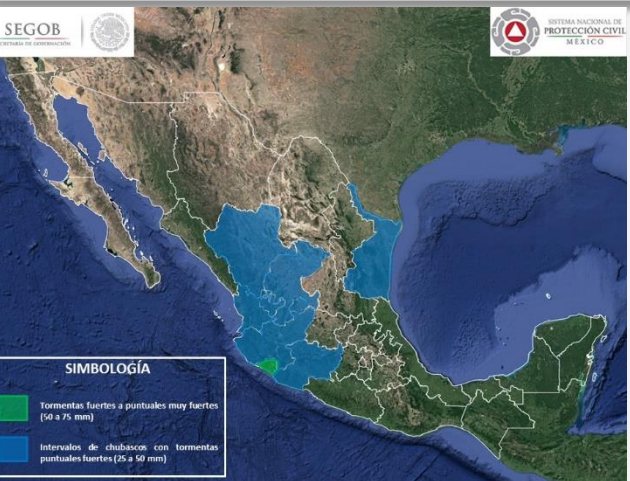 SEGOB
SECRETARÍA DE GOBERNACIÓN
SISTEMA NACIONAL DE
PROTECCIÓN CIVIL
MÉXICO
SIMBOLOGÍA
Tormentas fuertes a puntuales muy fuertes
(50 a 75 mm)
Intervalos de chubascos con tormentas
puntuales fuertes (25 a 50 mm)